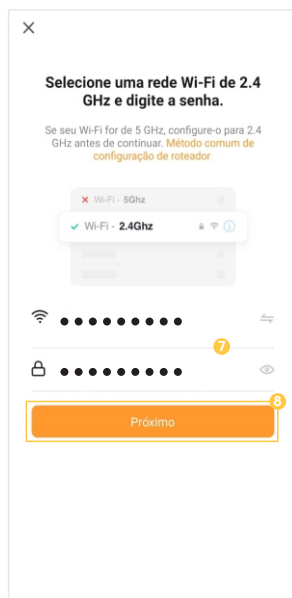 Selecione uma rede Wi-Fi de 2.4
GHz e digite a senha.
Se seu Wi-Fi for de 5 GHz, configure-o para 2.4
GHz antes de continuar. Método comum de
configuração de roteador
Wi-Fi - 5Ghz
Wi-Fi - 2.4Ghz
7
8
Próximo